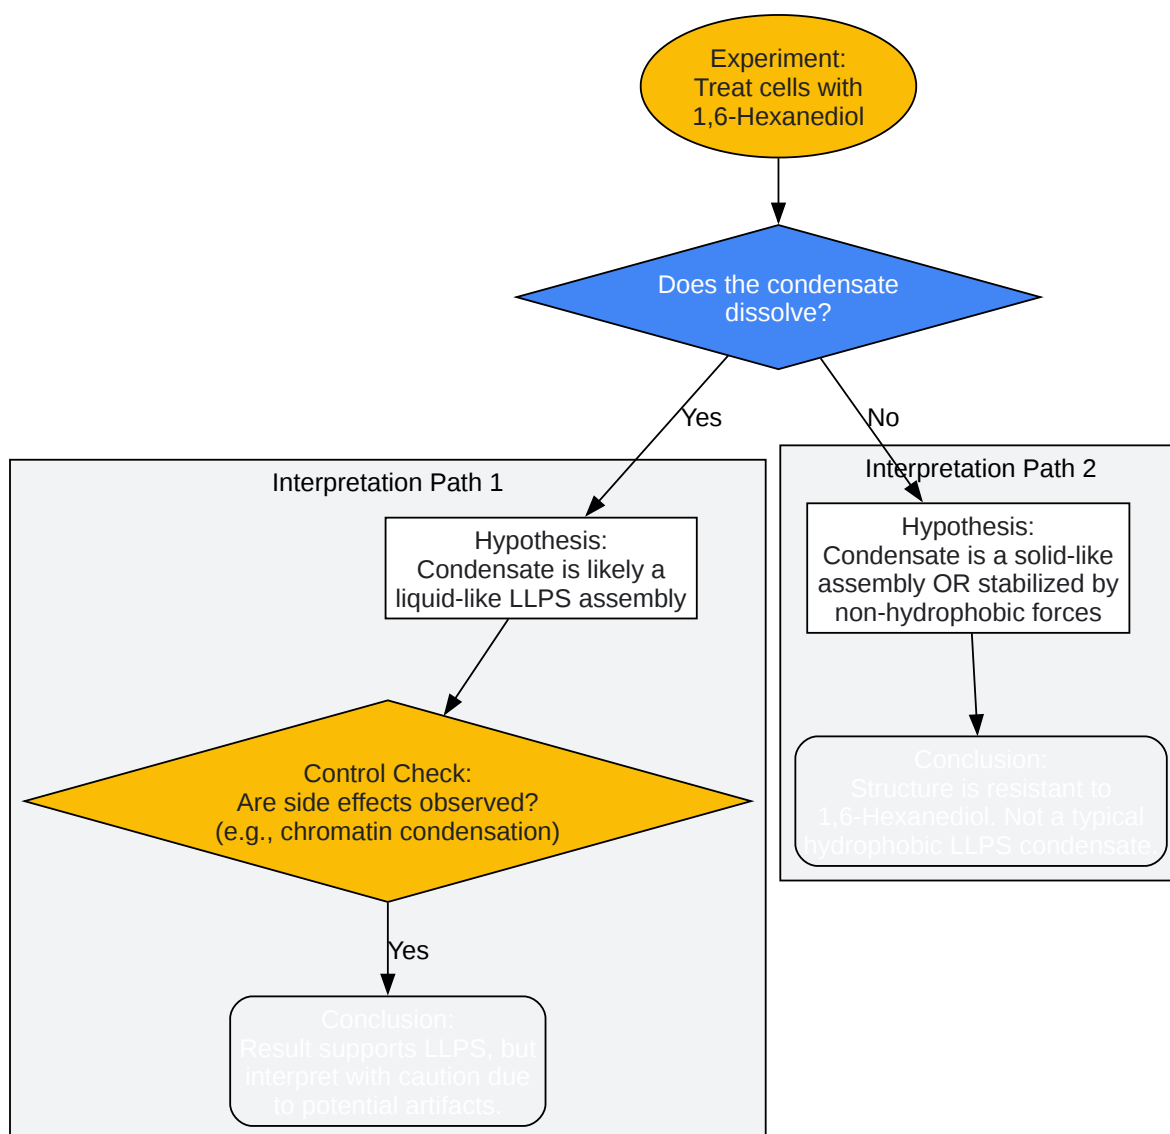 Experiment:
Treat cells with
1,6-Hexanediol
Does the condensate
dissolve?
Yes
No
Interpretation Path 1
Hypothesis:
Condensate is likely a
liquid-like LLPS assembly
Control Check:
Are side effects observed?
(e.g., chromatin condensation)
Yes
Conclusion:
Result supports LLPS, but
interpret with caution due
to potential artifacts.
Interpretation Path 2
Hypothesis:
Condensate is a solid-like
assembly OR stabilized by
non-hydrophobic forces
Conclusion:
Structure is resistant to
1,6-Hexanediol. Not a typical
hydrophobic LLPS condensate.